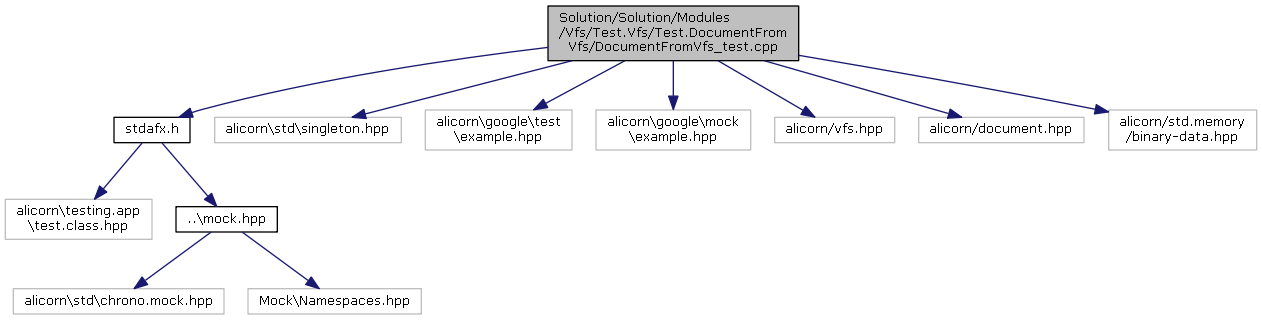 Solution/Solution/Modules
/Vfs/Test.Vfs/Test.DocumentFrom
Vfs/DocumentFromVfs_test.cpp
stdafx.h
alicorn\std\singleton.hpp
alicorn\google\test
\example.hpp
alicorn\google\mock
\example.hpp
alicorn/vfs.hpp
alicorn/document.hpp
alicorn/std.memory
/binary-data.hpp
alicorn\testing.app
\test.class.hpp
..\mock.hpp
alicorn\std\chrono.mock.hpp
Mock\Namespaces.hpp